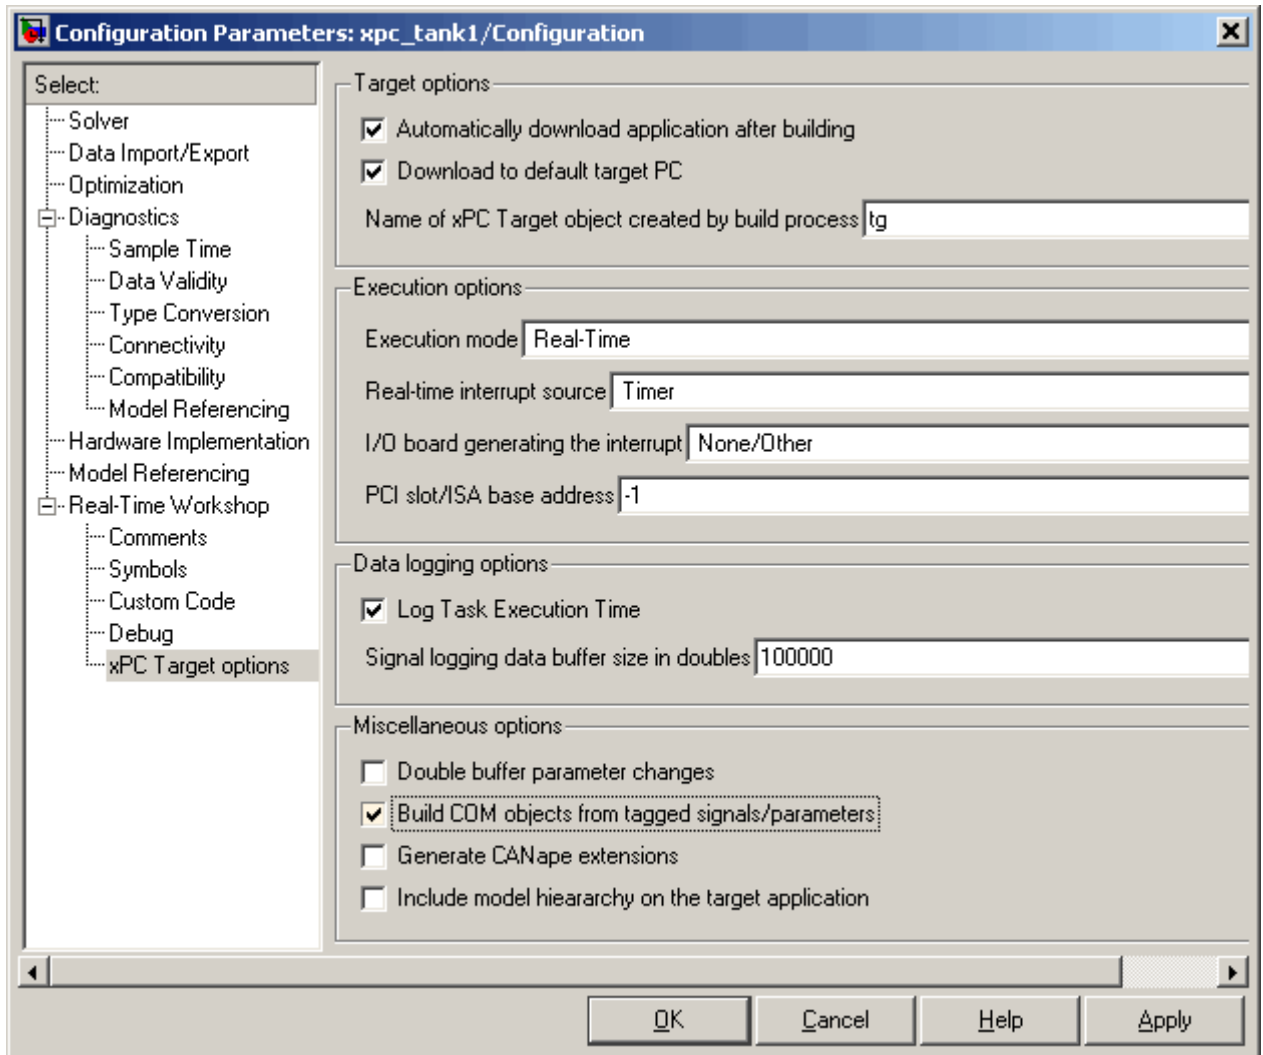 Configuration Parameters: xpc_tank1/Configuration
Select:
Solver
Data Import/Export
Optimization
Diagnostics
Sample Time
Data Validity
Type Conversion
Connectivity
Compatibility
Model Referencing
Hardware Implementation
Model Referencing
Real-Time Workshop
Comments
Symbols
Custom Code
Debug
xPC Target options
Target options
Automatically download application after building
Download to default target PC
Name of xPC Target object created by build process tg
Execution options
Execution mode Real-Time
Real-time interrupt source Timer
I/O board generating the interrupt None/Other
PCI slot/ISA base address -1
Data logging options
Log Task Execution Time
Signal logging data buffer size in doubles 100000
Miscellaneous options
Double buffer parameter changes
Build COM objects from tagged signals/parameters
Generate CANape extensions
Include model hieararchy on the target application
OK Cancel Help Apply